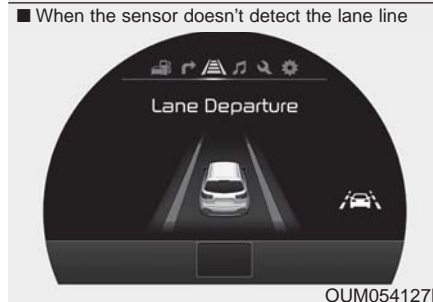 ■ When the sensor doesn't detect the lane line
Lane Departure
OUM054127L